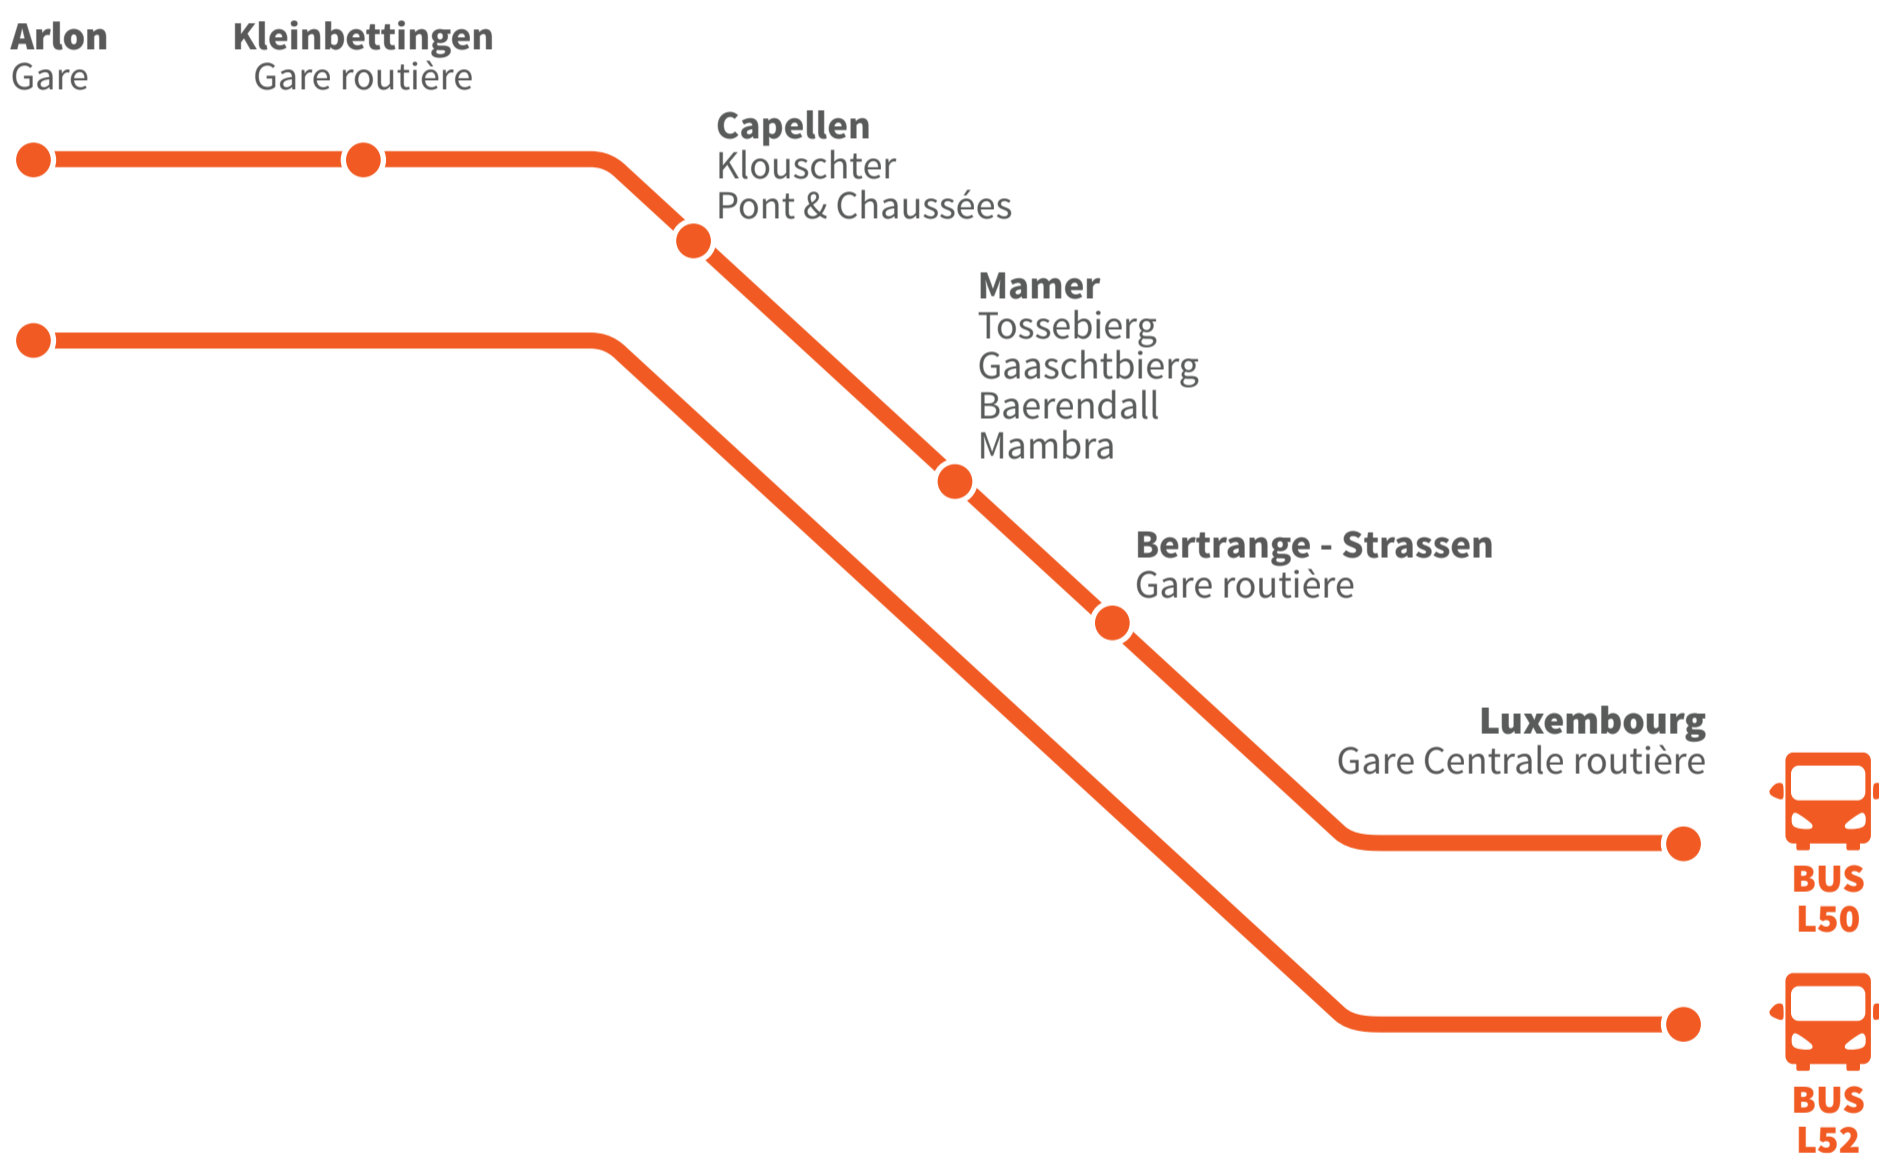 Arlon
Gare
Kleinbettingen
Gare routière
Capellen
Klouschter
Pont & Chaussées
Mamer
Tossebierg
Gaaschtbierg
Baerendall
Mambra
Bertrange - Strassen
Gare routière
Luxembourg
Gare Centrale routière
BUS
L50
BUS
L52